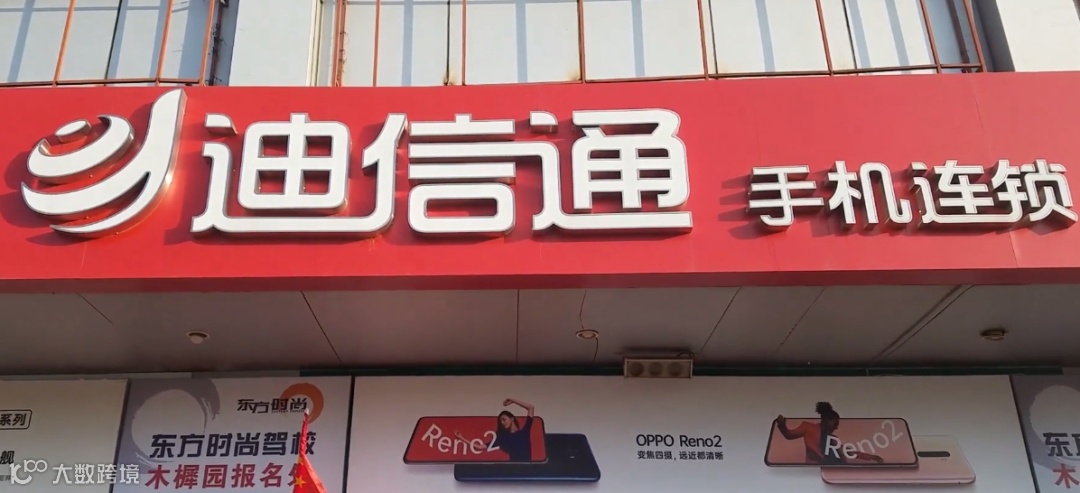 迪信通 手机连锁
系列
舰
东方时尚
东方时尚驾校
木樨园报名处
Reno2
OPPO Reno2
变焦四摄,远近都清晰
Reno2
大数跨境